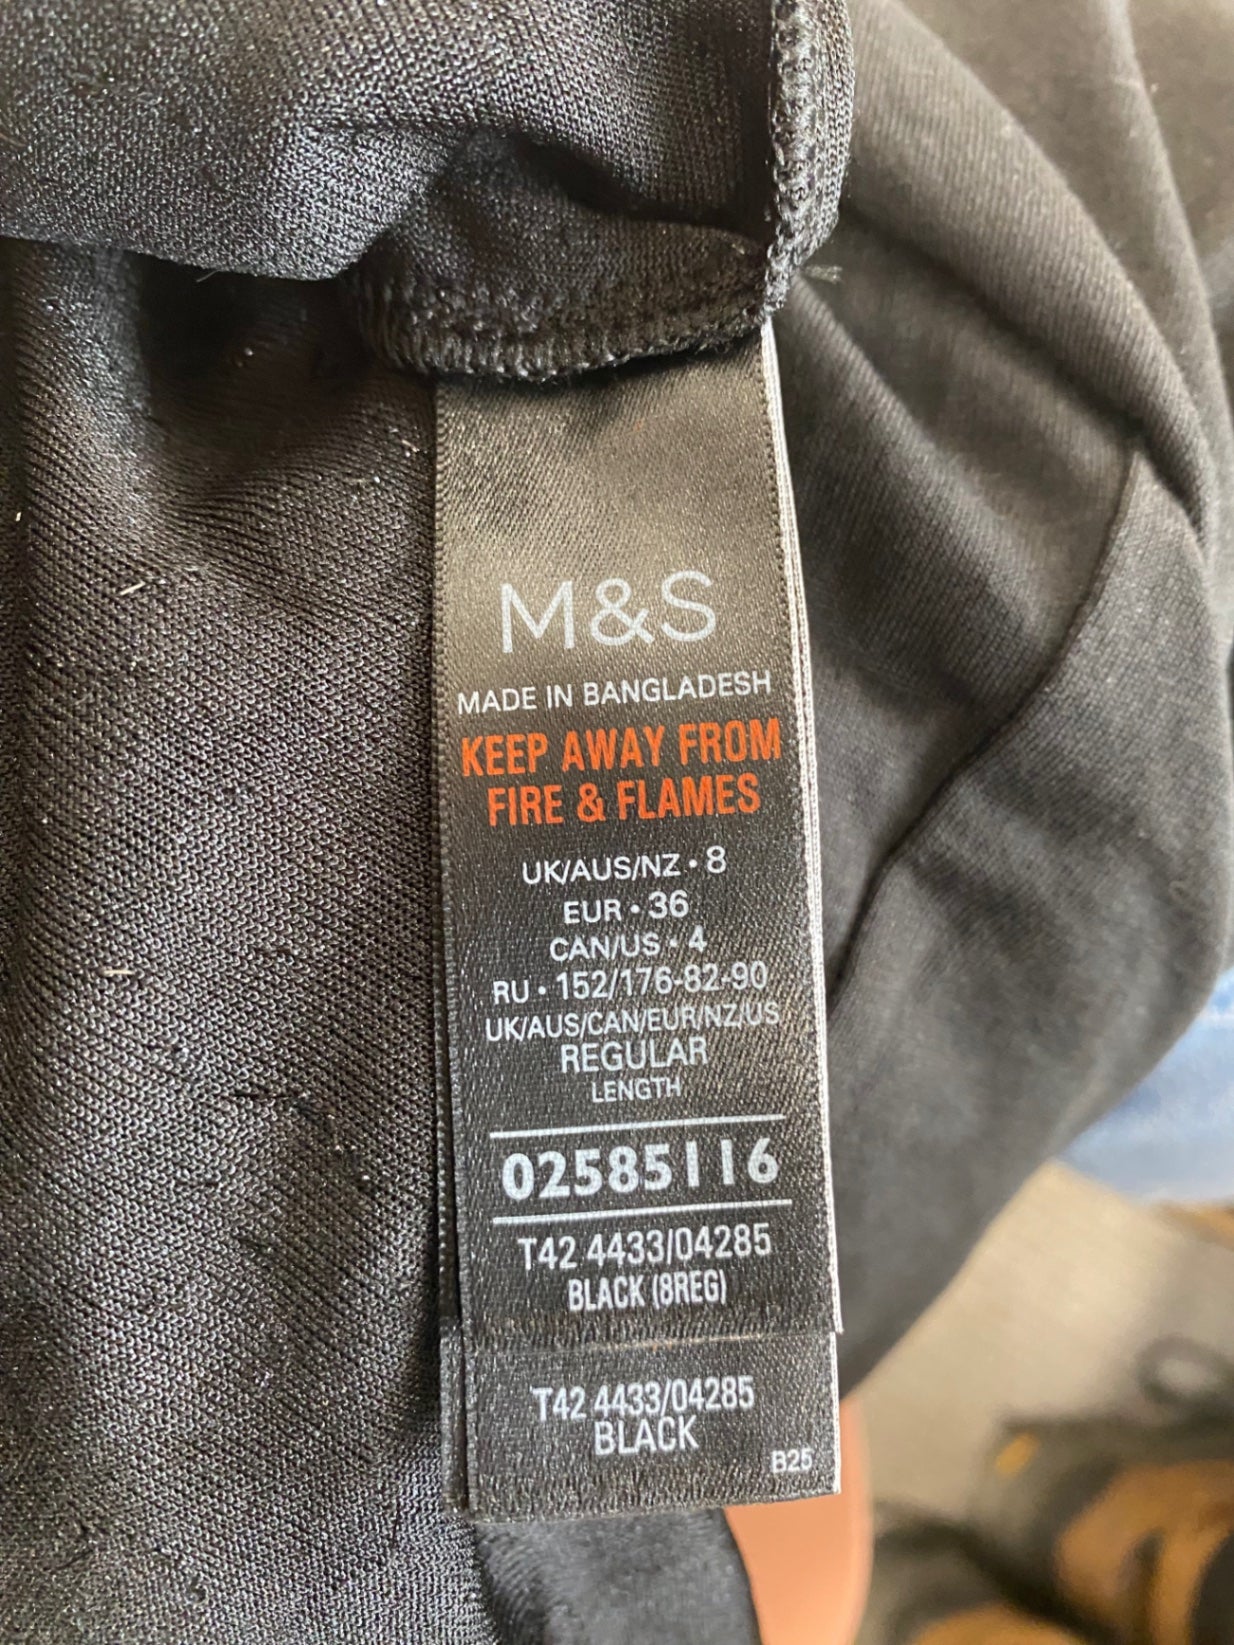 M&S
MADE IN BANGLADESH
KEEP AWAY FROM
FIRE & FLAMES
UK/AUS/NZ • 8
EUR • 36
CAN/US • 4
RU • 152/176-82-90
UK/AUS/CAN/EUR/NZ/US
REGULAR
LENGTH
02585116
T42 4433/04285
BLACK (8REG)
T42 4433/04285
BLACK
B25